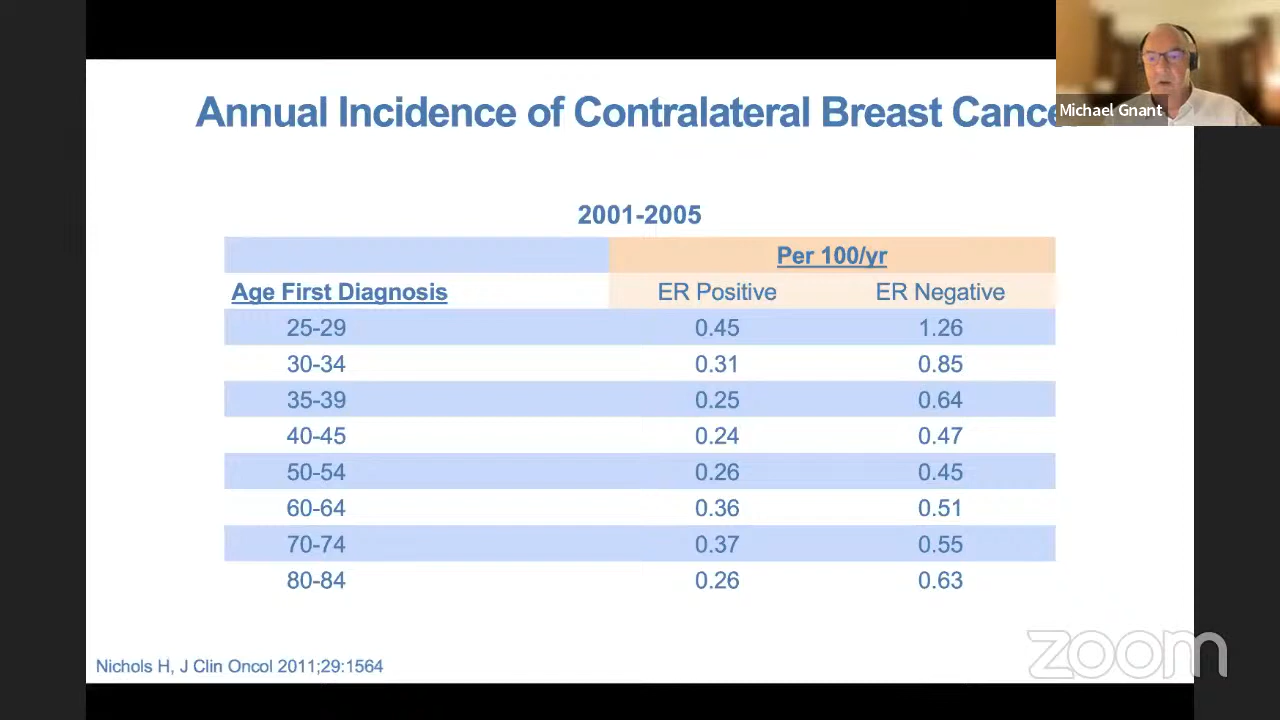 Michael Gnant
Annual Incidence of Contralateral Breast Cance
2001-2005
Per 100/yr
Age First Diagnosis ER Positive ER Negative
25-29 0.45 1.26
30-34 0.31 0.85
35-39 0.25 0.64
40-45 0.24 0.47
50-54 0.26 0.45
60-64 0.36 0.51
70-74 0.37 0.55
80-84 0.26 0.63
Nichols H, J Clin Oncol 2011;29:1564
zoom